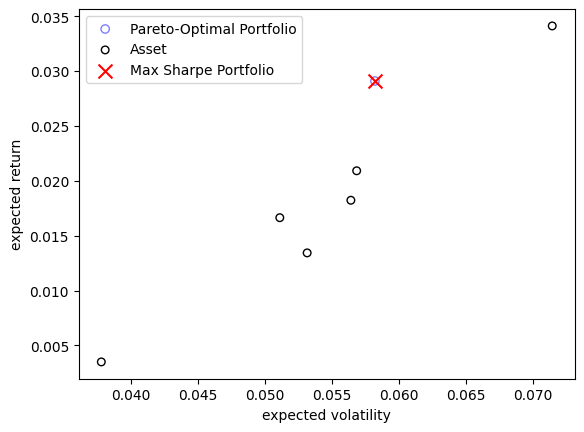 Pareto-Optimal Portfolio
Asset
Max Sharpe Portfolio
0.035
0.030
0.025
0.020
0.015
0.010
0.005
expected return
0.040 0.045 0.050 0.055 0.060 0.065 0.070
expected volatility